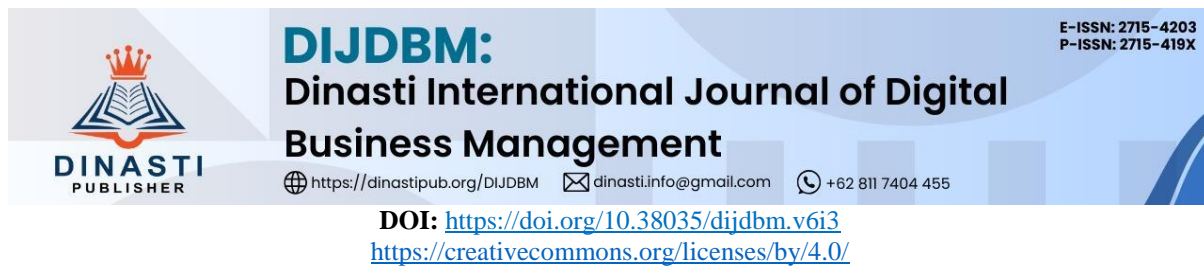 E-ISSN: 2715-4203
P-ISSN: 2715-419X
DIJDBM:
Dinasti International Journal of Digital
Business Management
DINASTI
PUBLISHER
https://dinastipub.org/DIJDBM dinasti.info@gmail.com +62 811 7404 455
DOI: https://doi.org/10.38035/dijdbm.v6i3
https://creativecommons.org/licenses/by/4.0/